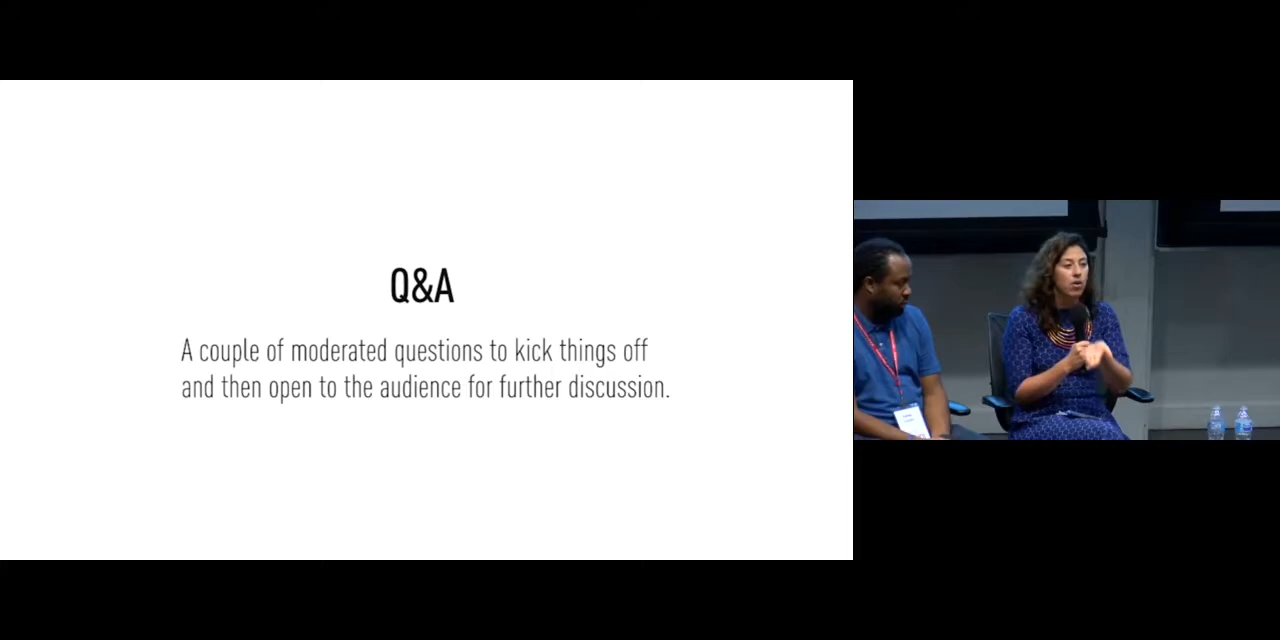 Q&A
A couple of moderated questions to kick things off
and then open to the audience for further discussion.